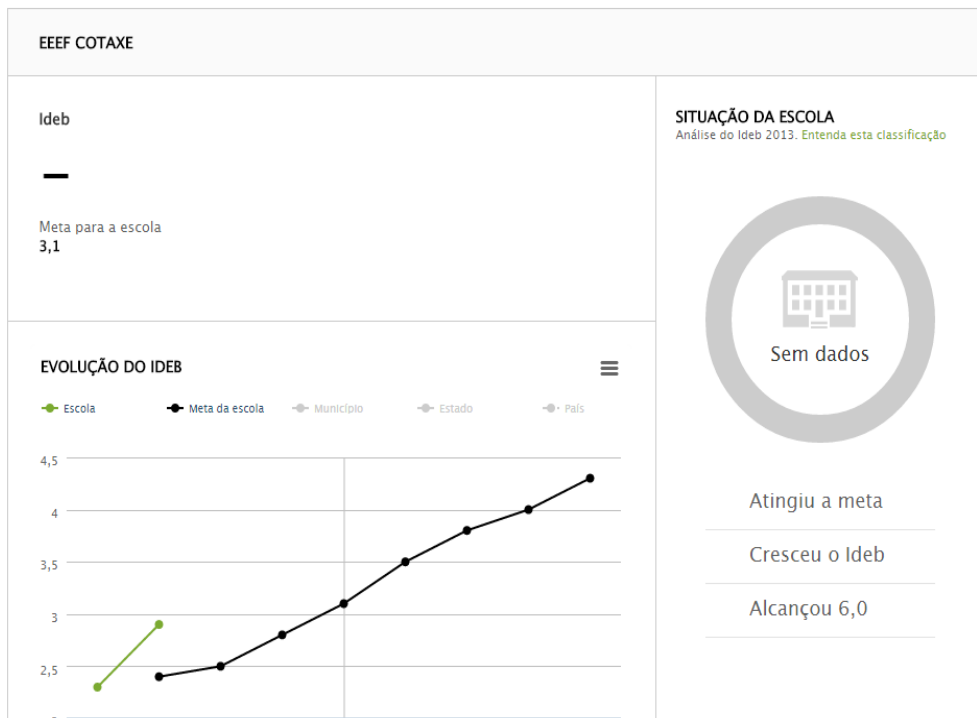 EEEF COTAXE
Ideb
–
Meta para a escola
3,1
SITUAÇÃO DA ESCOLA
Análise do Ideb 2013. Entenda esta classificação
Sem dados
Atingiu a meta
Cresceu o Ideb
Alcançou 6,0
EVOLUÇÃO DO IDEB
Escola Meta da escola Município Estado País
4,5
4
3,5
3
2,5